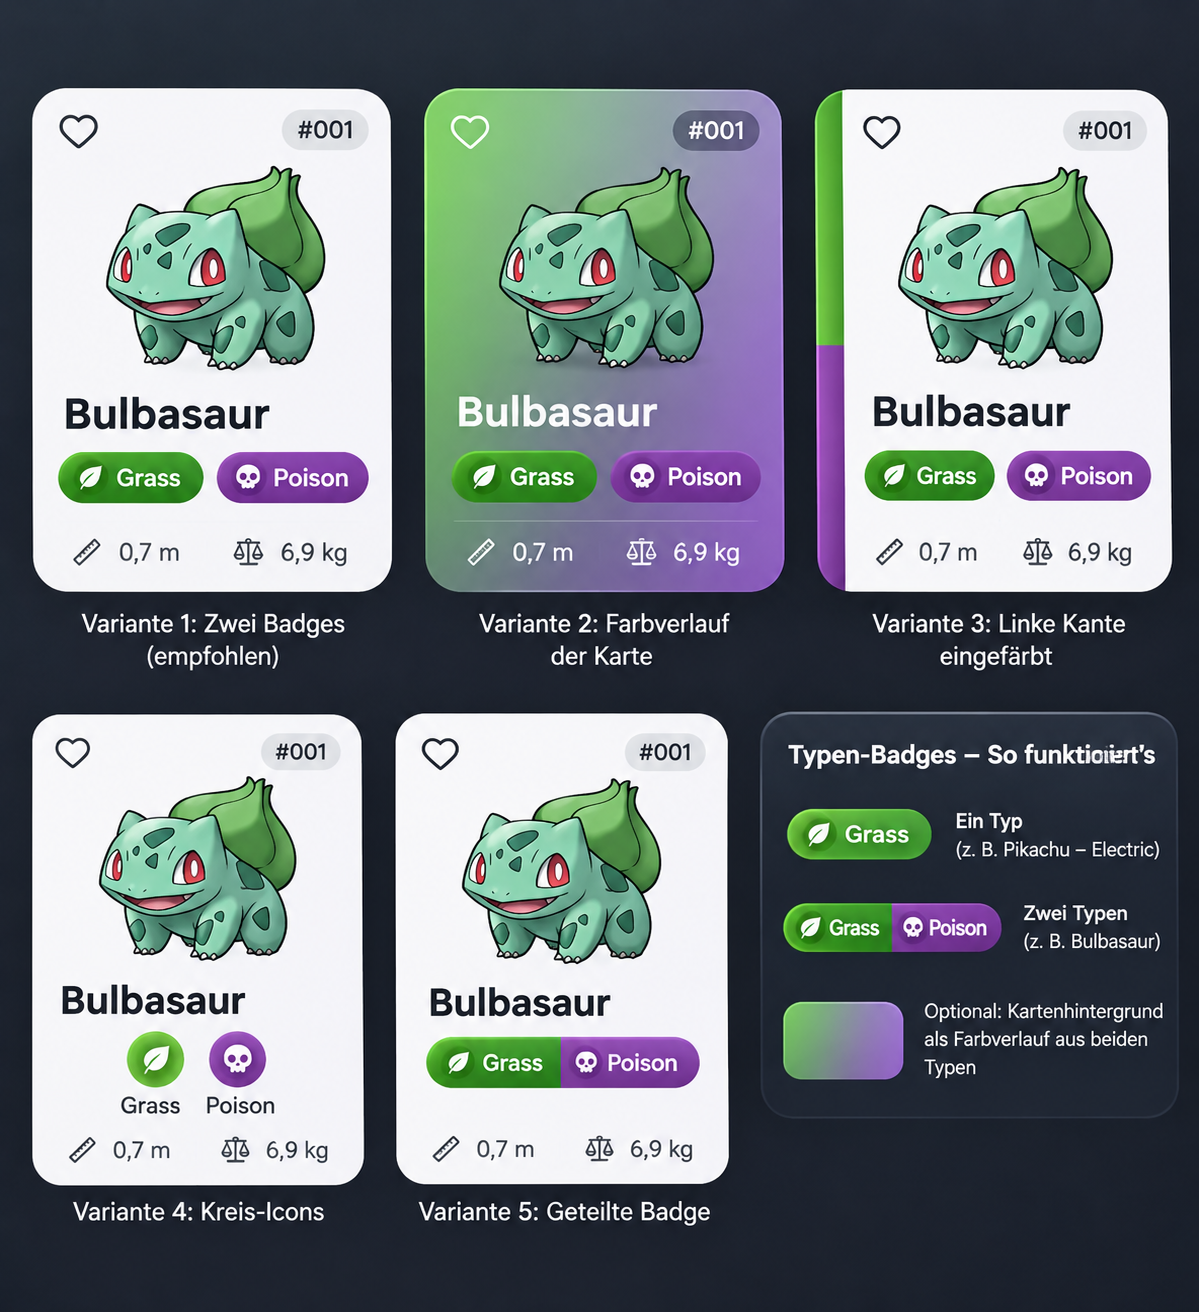 #001
Bulbasaur
Grass Poison
0,7 m 6,9 kg
Variante 1: Zwei Badges
(empfohlen)
#001
Bulbasaur
Grass Poison
0,7 m 6,9 kg
Variante 2: Farbverlauf
der Karte
#001
Bulbasaur
Grass Poison
0,7 m 6,9 kg
Variante 3: Linke Kante
eingefärbt
#001
Bulbasaur
Grass Poison
0,7 m 6,9 kg
Variante 4: Kreis-Icons
#001
Bulbasaur
Grass Poison
0,7 m 6,9 kg
Variante 5: Geteilte Badge
Typen-Badges – So funktioniert's
Grass
Ein Typ
(z. B. Pikachu – Electric)
Grass Poison
Zwei Typen
(z. B. Bulbasaur)
Optional: Kartenhintergrund
als Farbverlauf aus beiden
Typen